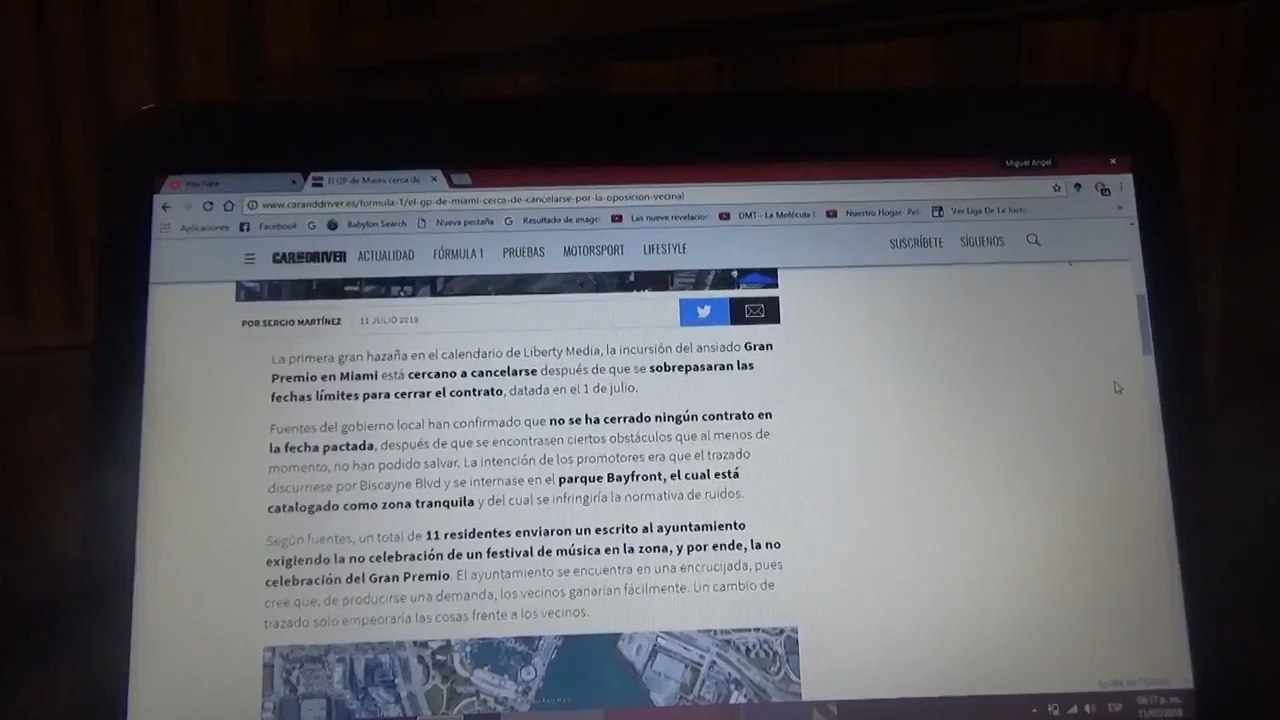 Miguel Angel
YouTube
El GP de Miami cerca de
www.caranddriver.es/formula-1/el-gp-de-miami-cerca-de-cancelarse-por-la-oposicion-vecinal
Aplicaciones Facebook G Babylon Search Nueva pestaña G Resultado de image Las nueve revelacio DMT - La Molécula Nuestro Hogar- Peli Ver Liga De La Justi
CAR AND DRIVER ACTUALIDAD FÓRMULA 1 PRUEBAS MOTORSPORT LIFESTYLE SUSCRÍBETE SÍGUENOS
POR SERGIO MARTÍNEZ 11 JULIO 2018
La primera gran hazaña en el calendario de Liberty Media, la incursión del ansiado Gran
Premio en Miami está cercano a cancelarse después de que se sobrepasaran las
fechas límites para cerrar el contrato, datada en el 1 de julio.
Fuentes del gobierno local han confirmado que no se ha cerrado ningún contrato en
la fecha pactada, después de que se encontrasen ciertos obstáculos que al menos de
momento, no han podido salvar. La intención de los promotores era que el trazado
discurriese por Biscayne Blvd y se internase en el parque Bayfront, el cual está
catalogado como zona tranquila y del cual se infringiría la normativa de ruidos.
Según fuentes, un total de 11 residentes enviaron un escrito al ayuntamiento
exigiendo la no celebración de un festival de música en la zona, y por ende, la no
celebración del Gran Premio. El ayuntamiento se encuentra en una encrucijada, pues
cree que, de producirse una demanda, los vecinos ganarían fácilmente. Un cambio de
trazado solo empeoraría las cosas frente a los vecinos.
ESP
11/07/2018